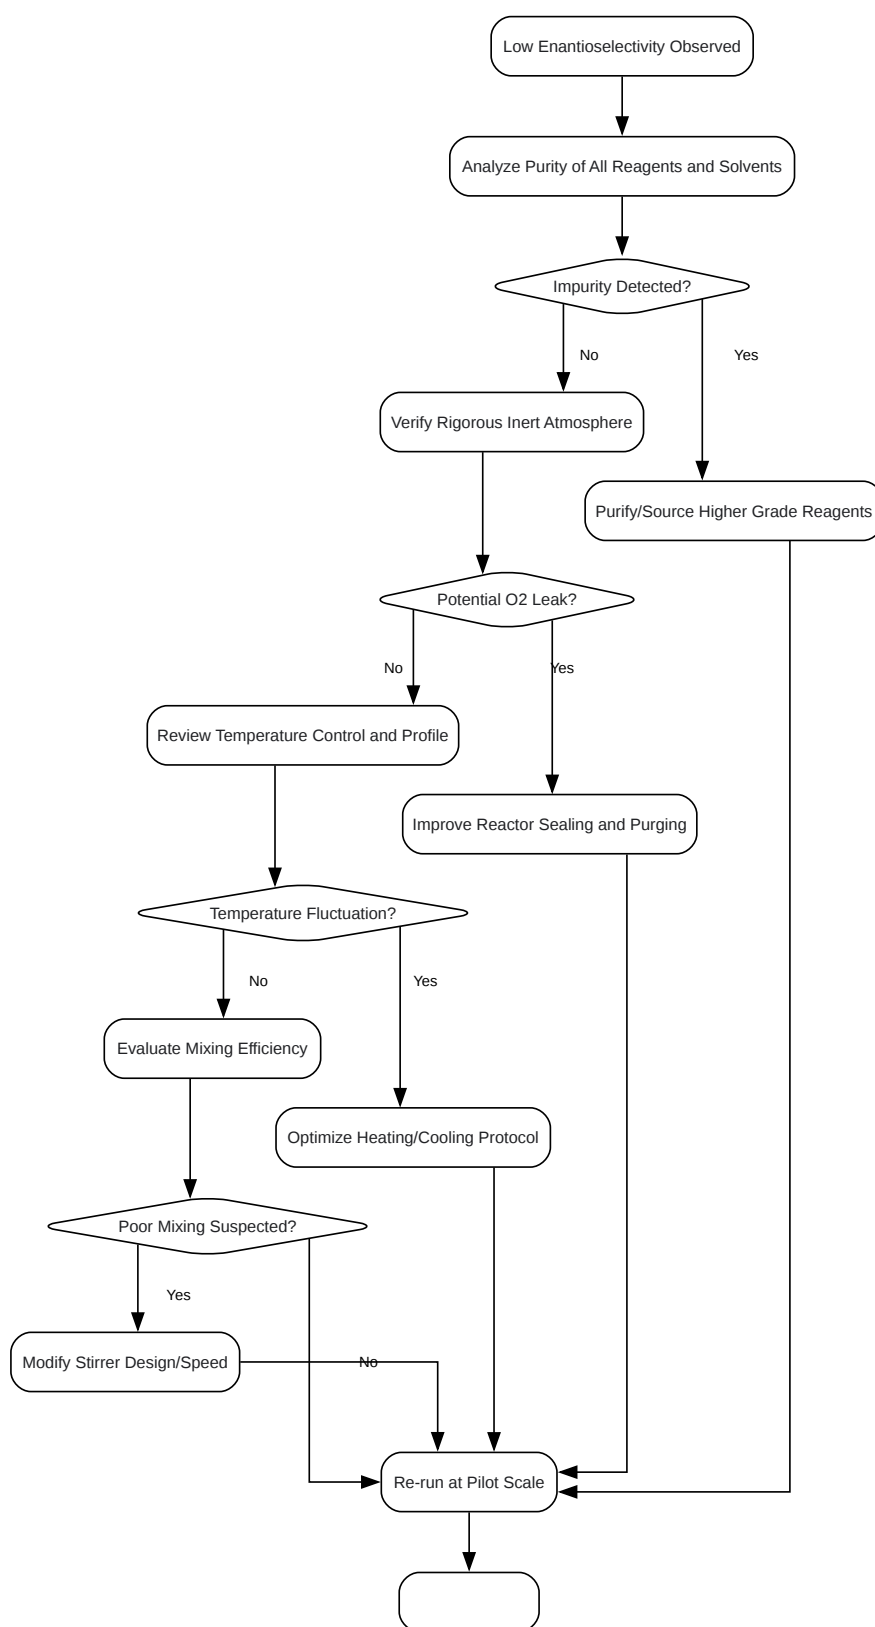 Low Enantioselectivity Observed
Analyze Purity of All Reagents and Solvents
Impurity Detected?
No
Yes
Verify Rigorous Inert Atmosphere
Purify/Source Higher Grade Reagents
Potential O2 Leak?
No
Yes
Review Temperature Control and Profile
Improve Reactor Sealing and Purging
Temperature Fluctuation?
No
Yes
Evaluate Mixing Efficiency
Optimize Heating/Cooling Protocol
Poor Mixing Suspected?
Yes
Modify Stirrer Design/Speed
No
Re-run at Pilot Scale